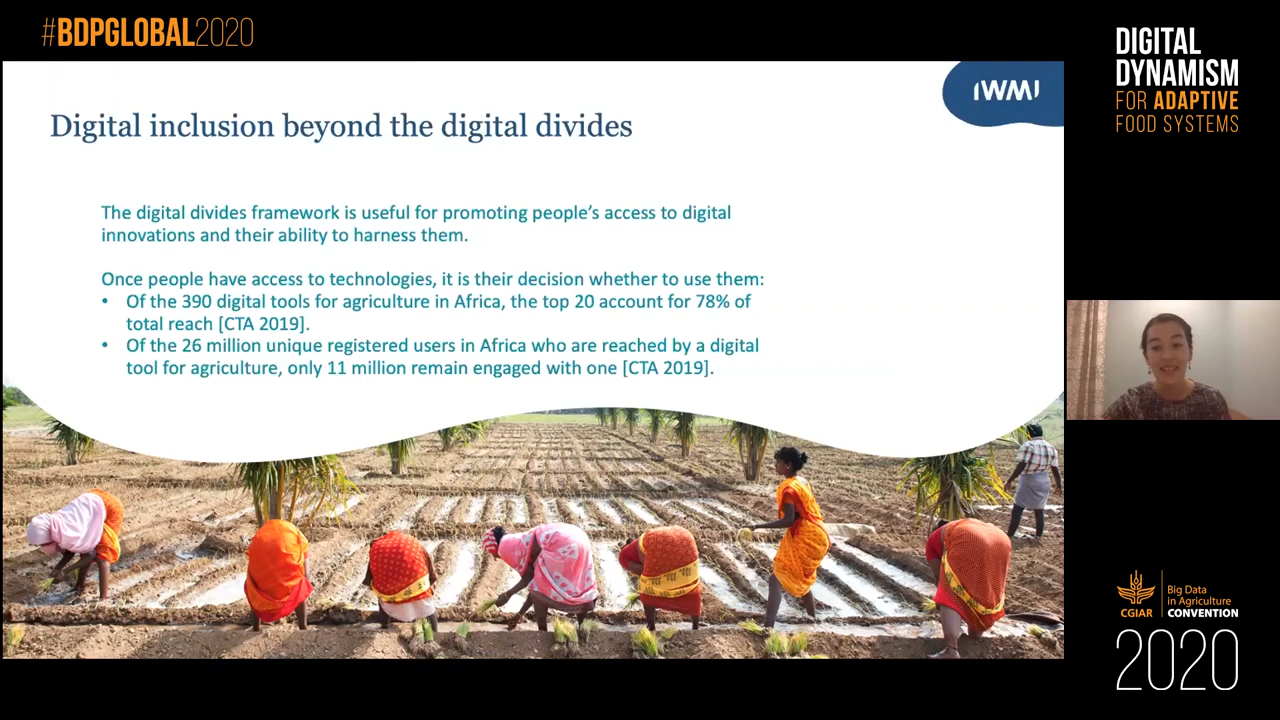 #BDPGLOBAL2020
DIGITAL
DYNAMISM
FOR ADAPTIVE
FOOD SYSTEMS
IWMI
Digital inclusion beyond the digital divides
The digital divides framework is useful for promoting people’s access to digital
innovations and their ability to harness them.
Once people have access to technologies, it is their decision whether to use them:
• Of the 390 digital tools for agriculture in Africa, the top 20 account for 78% of
total reach [CTA 2019].
• Of the 26 million unique registered users in Africa who are reached by a digital
tool for agriculture, only 11 million remain engaged with one [CTA 2019].
CGIAR
Big Data
in Agriculture
CONVENTION
2020